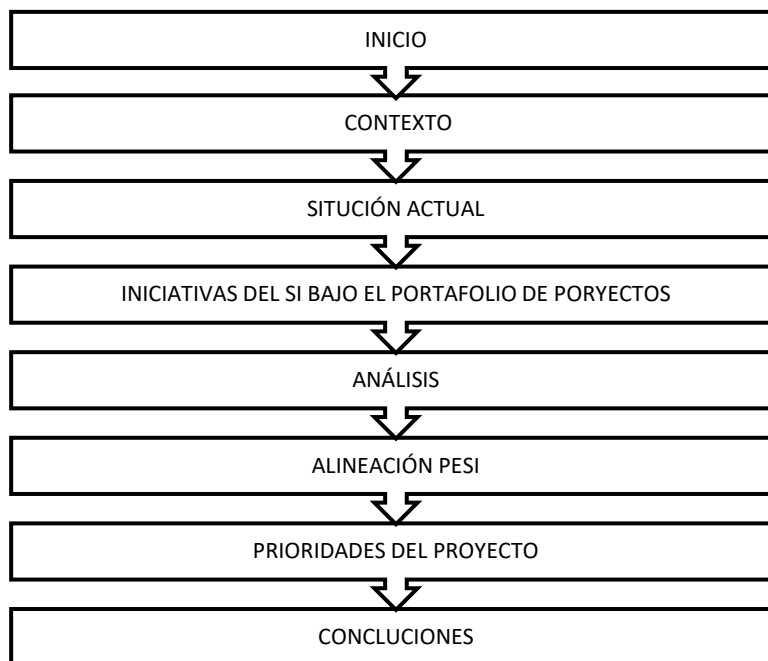 INICIO
CONTEXTO
SITUCIÓN ACTUAL
INICIATIVAS DEL SI BAJO EL PORTAFOLIO DE PORYECTOS
ANÁLISIS
ALINEACIÓN PESI
PRIORIDADES DEL PROYECTO
CONCLUCIONES